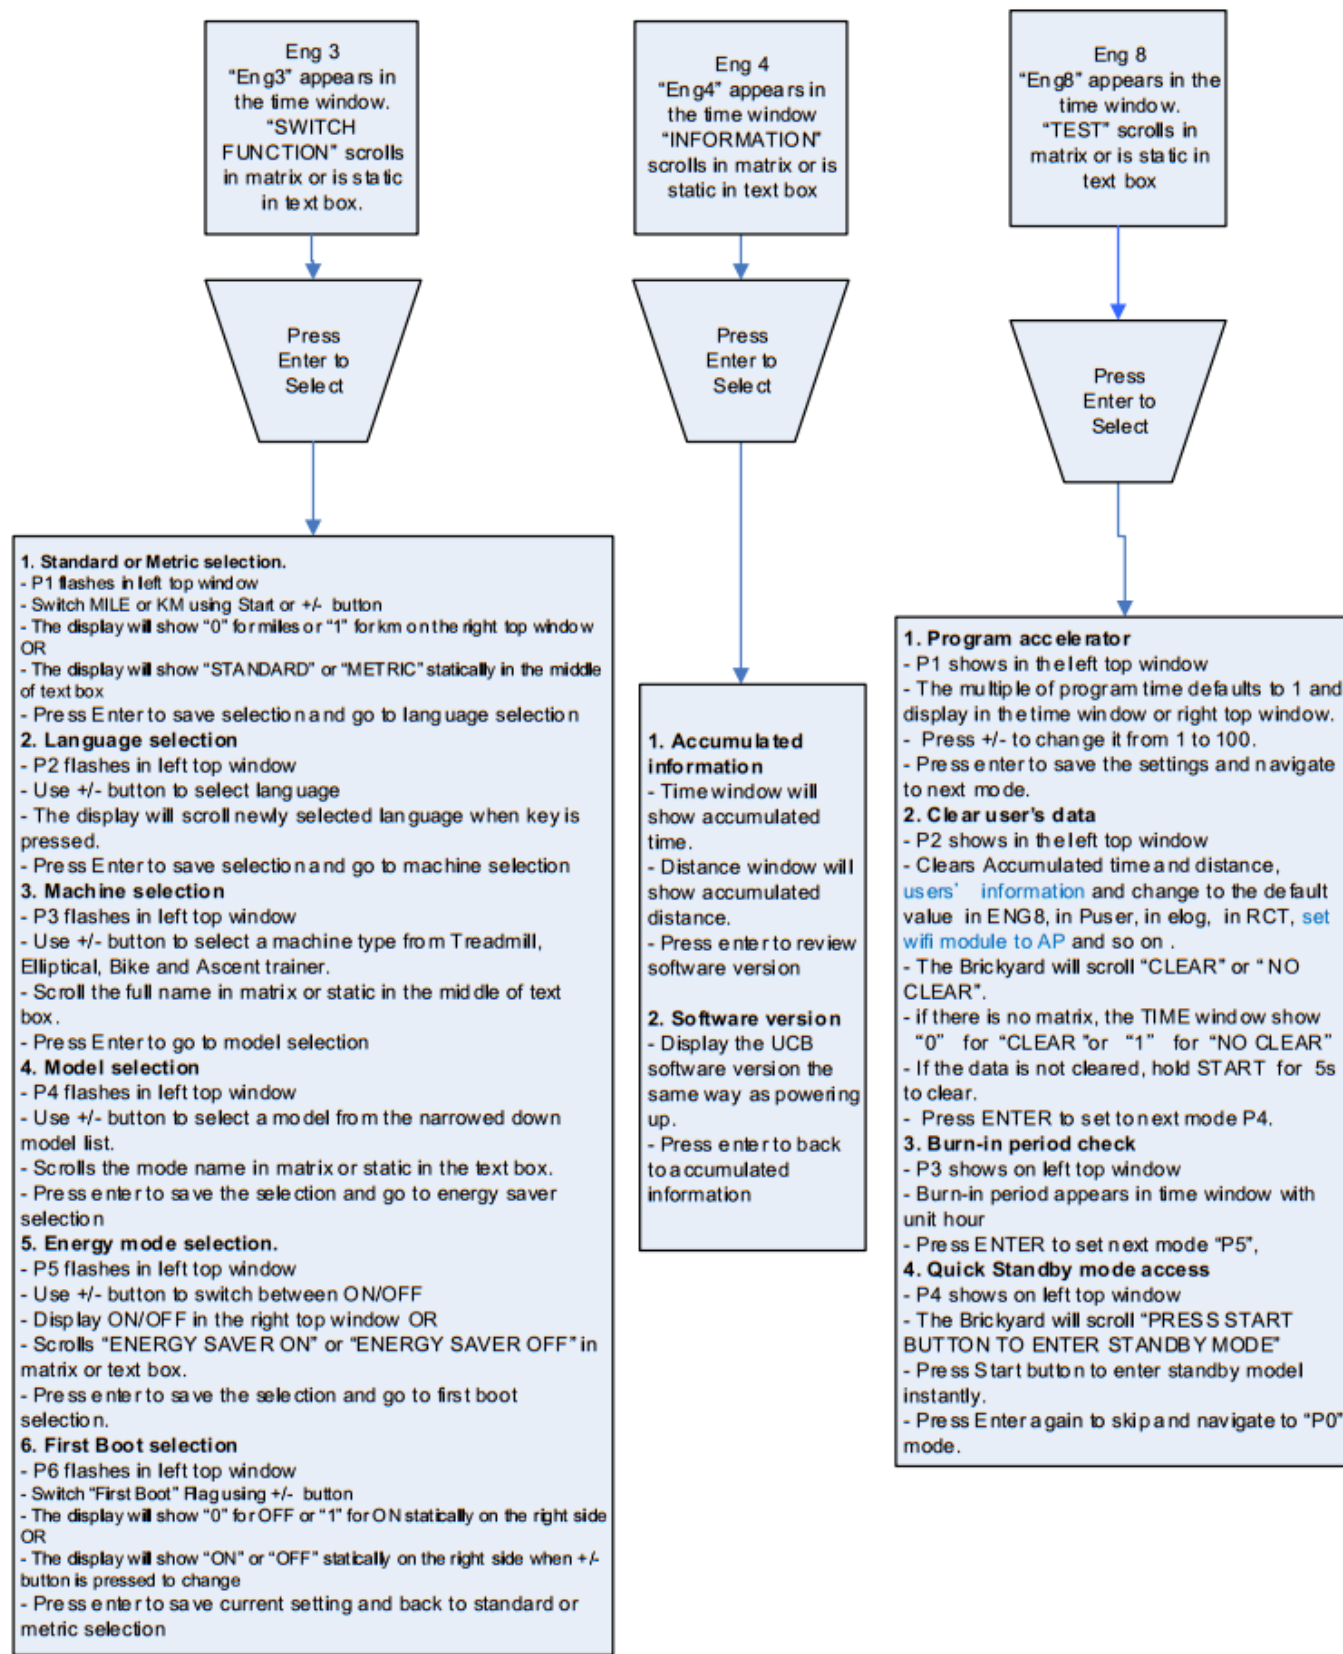 Eng 3
“Eng3” appears in
the time window.
“SWITCH
FUNCTION” scrolls
in matrix or is static
in text box.
Press
Enter to
Select
1. Standard or Metric selection.
- P1 flashes in left top window
- Switch MILE or KM using Start or +/- button
- The display will show “0” for miles or “1” for km on the right top window
OR
- The display will show “STANDARD” or “METRIC” statically in the middle
of text box
- Press Enter to save selection and go to language selection
2. Language selection
- P2 flashes in left top window
- Use +/- button to select language
- The display will scroll newly selected language when key is
pressed.
- Press Enter to save selection and go to machine selection
3. Machine selection
- P3 flashes in left top window
- Use +/- button to select a machine type from Treadmill,
Elliptical, Bike and Ascent trainer.
- Scroll the full name in matrix or static in the middle of text
box.
- Press Enter to go to model selection
4. Model selection
- P4 flashes in left top window
- Use +/- button to select a model from the narrowed down
model list.
- Scrolls the mode name in matrix or static in the text box.
- Press enter to save the selection and go to energy saver
selection
5. Energy mode selection.
- P5 flashes in left top window
- Use +/- button to switch between ON/OFF
- Display ON/OFF in the right top window OR
- Scrolls “ENERGY SAVER ON” or “ENERGY SAVER OFF” in
matrix or text box.
- Press enter to save the selection and go to first boot
selection.
6. First Boot selection
- P6 flashes in left top window
- Switch “First Boot” Flag using +/- button
- The display will show “0” for OFF or “1” for ON statically on the right side
OR
- The display will show “ON” or “OFF” statically on the right side when +/-
button is pressed to change
- Press enter to save current setting and back to standard or
metric selection
Eng 4
“Eng4” appears in
the time window
“INFORMATION”
scrolls in matrix or is
static in text box
Press
Enter to
Select
1. Accumulated
information
- Time window will
show accumulated
time.
- Distance window will
show accumulated
distance.
- Press enter to review
software version
2. Software version
- Display the UCB
software version the
same way as powering
up.
- Press enter to back
to accumulated
information
Eng 8
“Eng8” appears in the
time window.
“TEST” scrolls in
matrix or is static in
text box
Press
Enter to
Select
1. Program accelerator
- P1 shows in the left top window
- The multiple of program time defaults to 1 and
display in the time window or right top window.
- Press +/- to change it from 1 to 100.
- Press enter to save the settings and navigate
to next mode.
2. Clear user's data
- P2 shows in the left top window
- Clears Accumulated time and distance,
users' information and change to the default
value in ENG8, in Puser, in elog, in RCT, set
wifi module to AP and so on .
- The Brickyard will scroll “CLEAR” or “ NO
CLEAR”.
- if there is no matrix, the TIME window show
“0” for “CLEAR ”or “1” for “NO CLEAR”
- If the data is not cleared, hold START for 5s
to clear.
- Press ENTER to set to next mode P4.
3. Burn-in period check
- P3 shows on left top window
- Burn-in period appears in time window with
unit hour
- Press ENTER to set next mode “P5”,
4. Quick Standby mode access
- P4 shows on left top window
- The Brickyard will scroll “PRESS START
BUTTON TO ENTER STANDBY MODE”
- Press Start button to enter standby model
instantly.
- Press Enter again to skip and navigate to “P0”
mode.